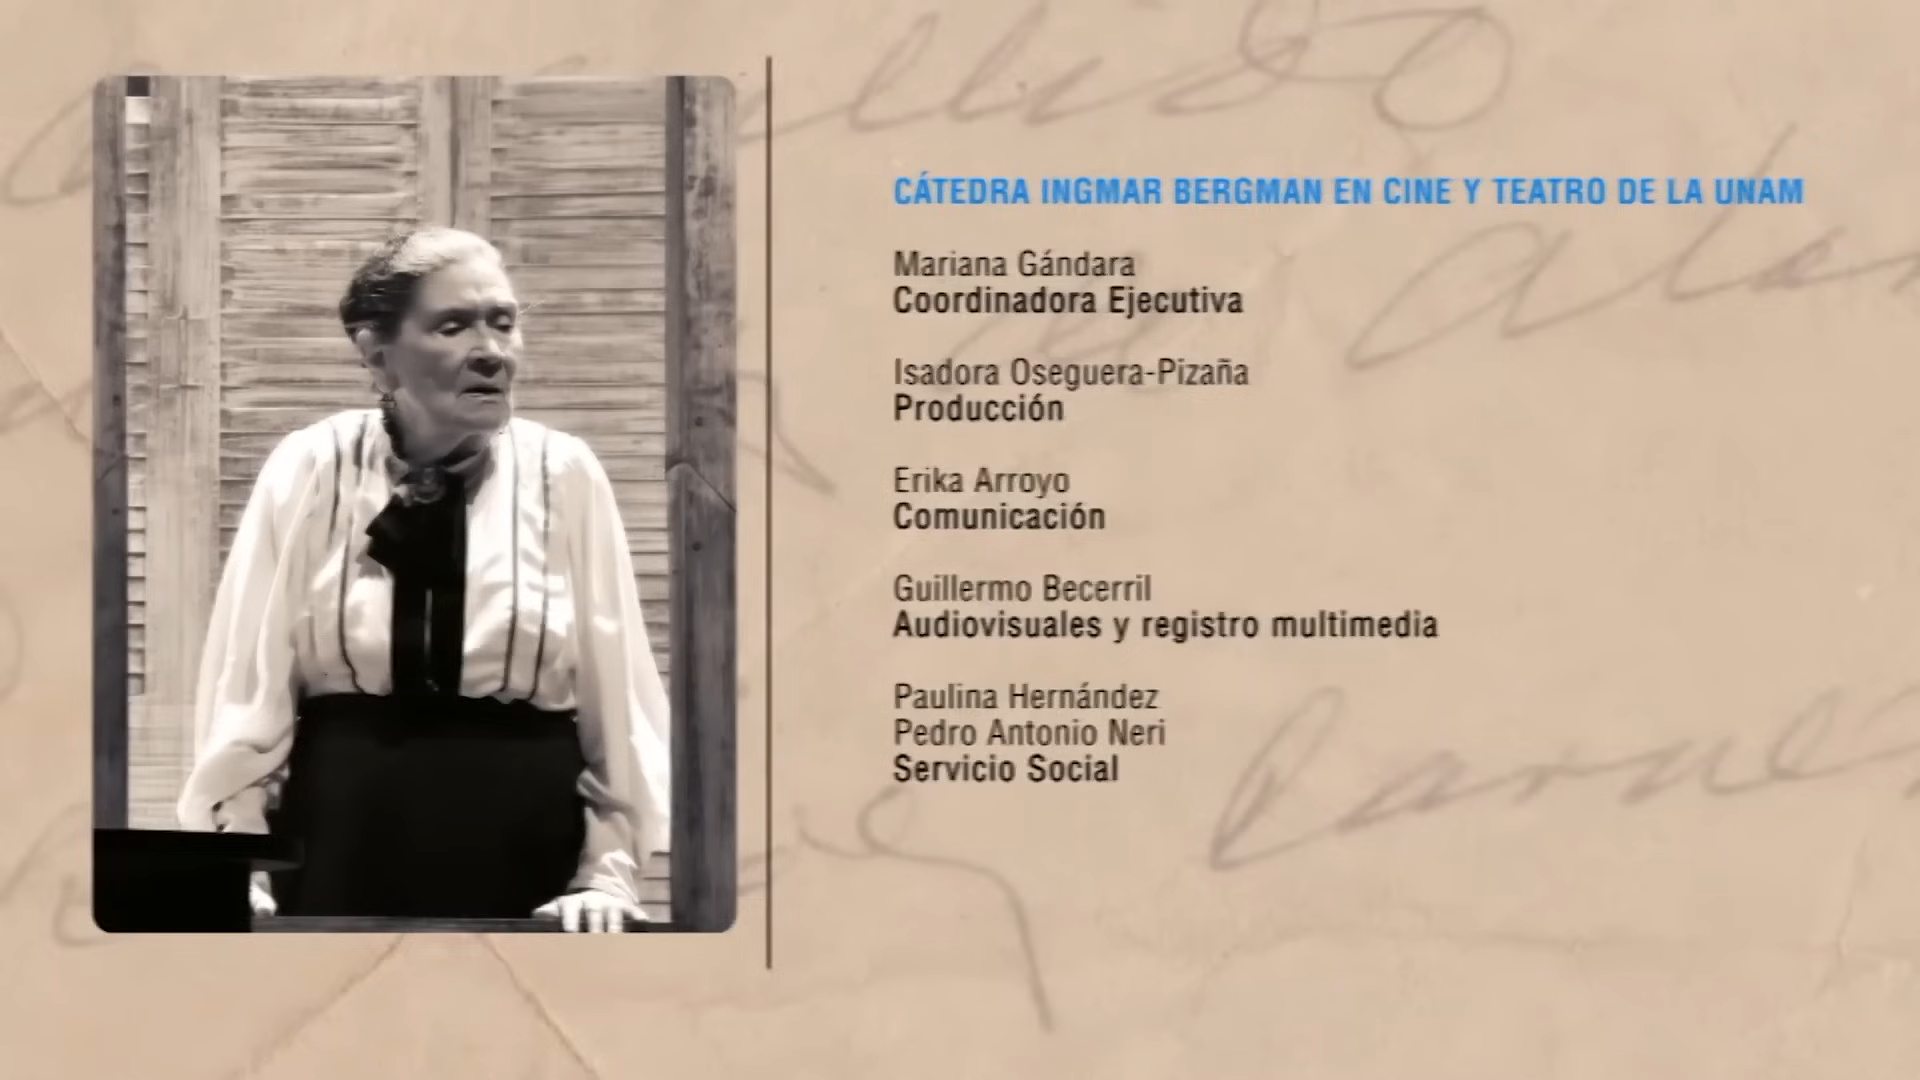 CÁTEDRA INGMAR BERGMAN EN CINE Y TEATRO DE LA UNAM
Mariana Gándara
Coordinadora Ejecutiva
Isadora Oseguera-Pizaña
Producción
Erika Arroyo
Comunicación
Guillermo Becerril
Audiovisuales y registro multimedia
Paulina Hernández
Pedro Antonio Neri
Servicio Social